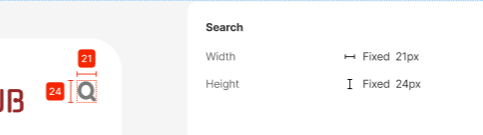 Search
21
Width Fixed 21px
24
Height Fixed 24px